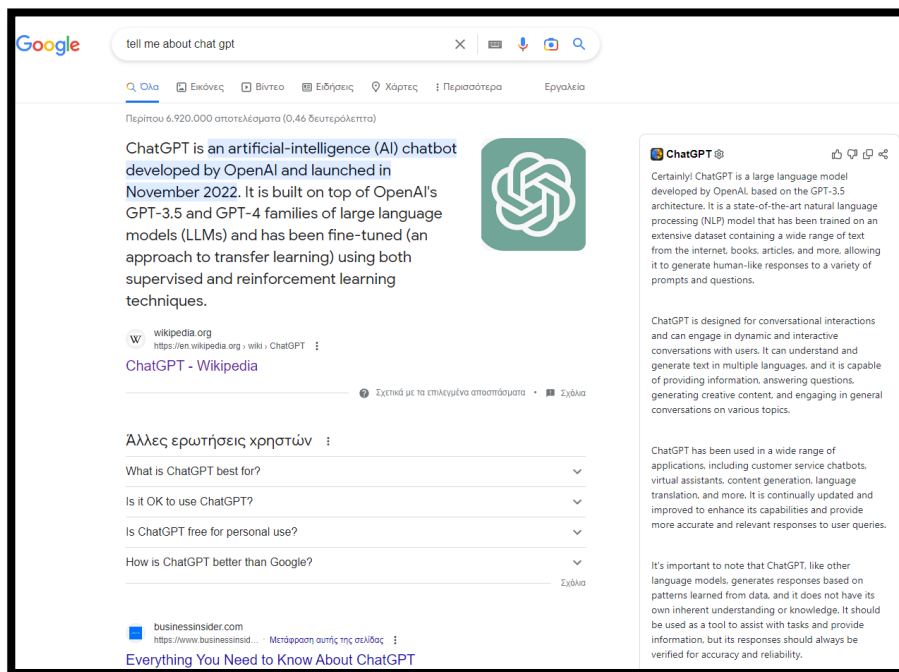 Google
tell me about chat gpt
Όλα
Εικόνες
Βίντεο
Ειδήσεις
Χάρτες
Περισσότερα
Εργαλεία
Περίπου 6.920.000 αποτελέσματα (0,46 δευτερόλεπτα)
ChatGPT is an artificial-intelligence (AI) chatbot
developed by OpenAI and launched in
November 2022. It is built on top of OpenAI's
GPT-3.5 and GPT-4 families of large language
models (LLMs) and has been fine-tuned (an
approach to transfer learning) using both
supervised and reinforcement learning
techniques.
W
wikipedia.org
https://en.wikipedia.org › wiki › ChatGPT
ChatGPT - Wikipedia
Σχετικά με τα επιλεγμένα αποσπάσματα • Σχόλια
Άλλες ερωτήσεις χρηστών
What is ChatGPT best for?
Is it OK to use ChatGPT?
Is ChatGPT free for personal use?
How is ChatGPT better than Google?
Σχόλια
businessinsider.com
https://www.businessinsid... · Μετάφραση αυτής της σελίδας
Everything You Need to Know About ChatGPT
ChatGPT
Certainly! ChatGPT is a large language model
developed by OpenAI, based on the GPT-3.5
architecture. It is a state-of-the-art natural language
processing (NLP) model that has been trained on an
extensive dataset containing a wide range of text
from the internet, books, articles, and more, allowing
it to generate human-like responses to a variety of
prompts and questions.
ChatGPT is designed for conversational interactions
and can engage in dynamic and interactive
conversations with users. It can understand and
generate text in multiple languages, and it is capable
of providing information, answering questions,
generating creative content, and engaging in general
conversations on various topics.
ChatGPT has been used in a wide range of
applications, including customer service chatbots,
virtual assistants, content generation, language
translation, and more. It is continually updated and
improved to enhance its capabilities and provide
more accurate and relevant responses to user queries.
It's important to note that ChatGPT, like other
language models, generates responses based on
patterns learned from data, and it does not have its
own inherent understanding or knowledge. It should
be used as a tool to assist with tasks and provide
information, but its responses should always be
verified for accuracy and reliability.